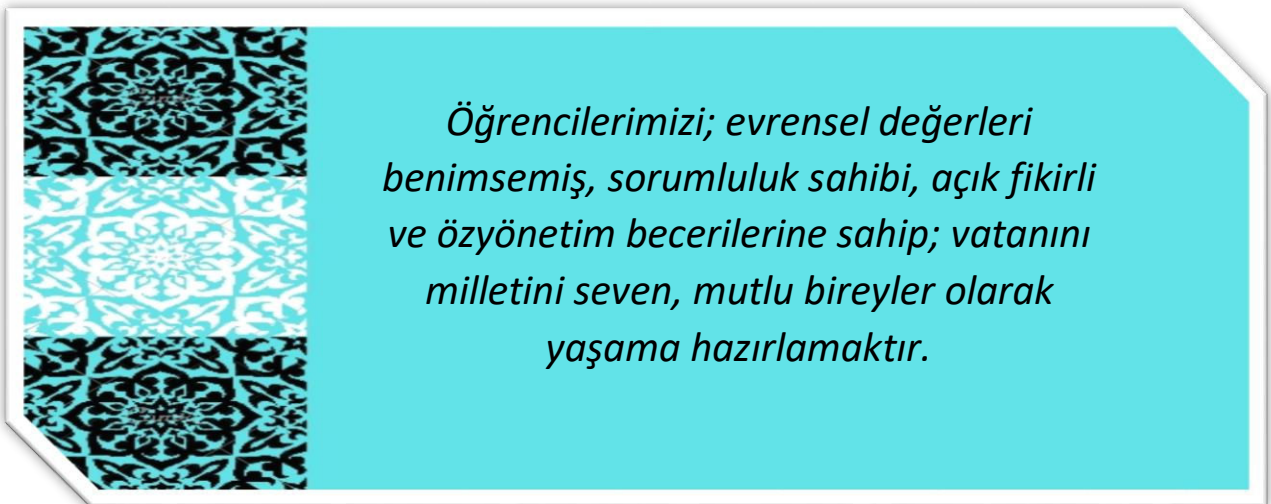 Öğrencilerimizi; evrensel değerleri
benimsemiş, sorumluluk sahibi, açık fikirli
ve özyönetim becerilerine sahip; vatanını
milletini seven, mutlu bireyler olarak
yaşama hazırlamaktır.